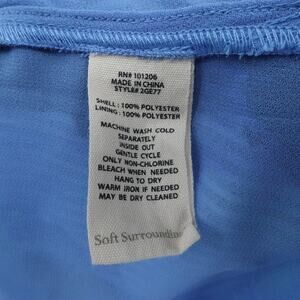 RN# 101206
MADE IN CHINA
STYLE# 2GE77
SHELL: 100% POLYESTER
LINING: 100% POLYESTER
MACHINE WASH COLD
SEPARATELY
INSIDE OUT
GENTLE CYCLE
ONLY NON-CHLORINE
BLEACH WHEN NEEDED
HANG TO DRY
WARM IRON IF NEEDED
MAY BE DRY CLEANED
Soft Surroundin